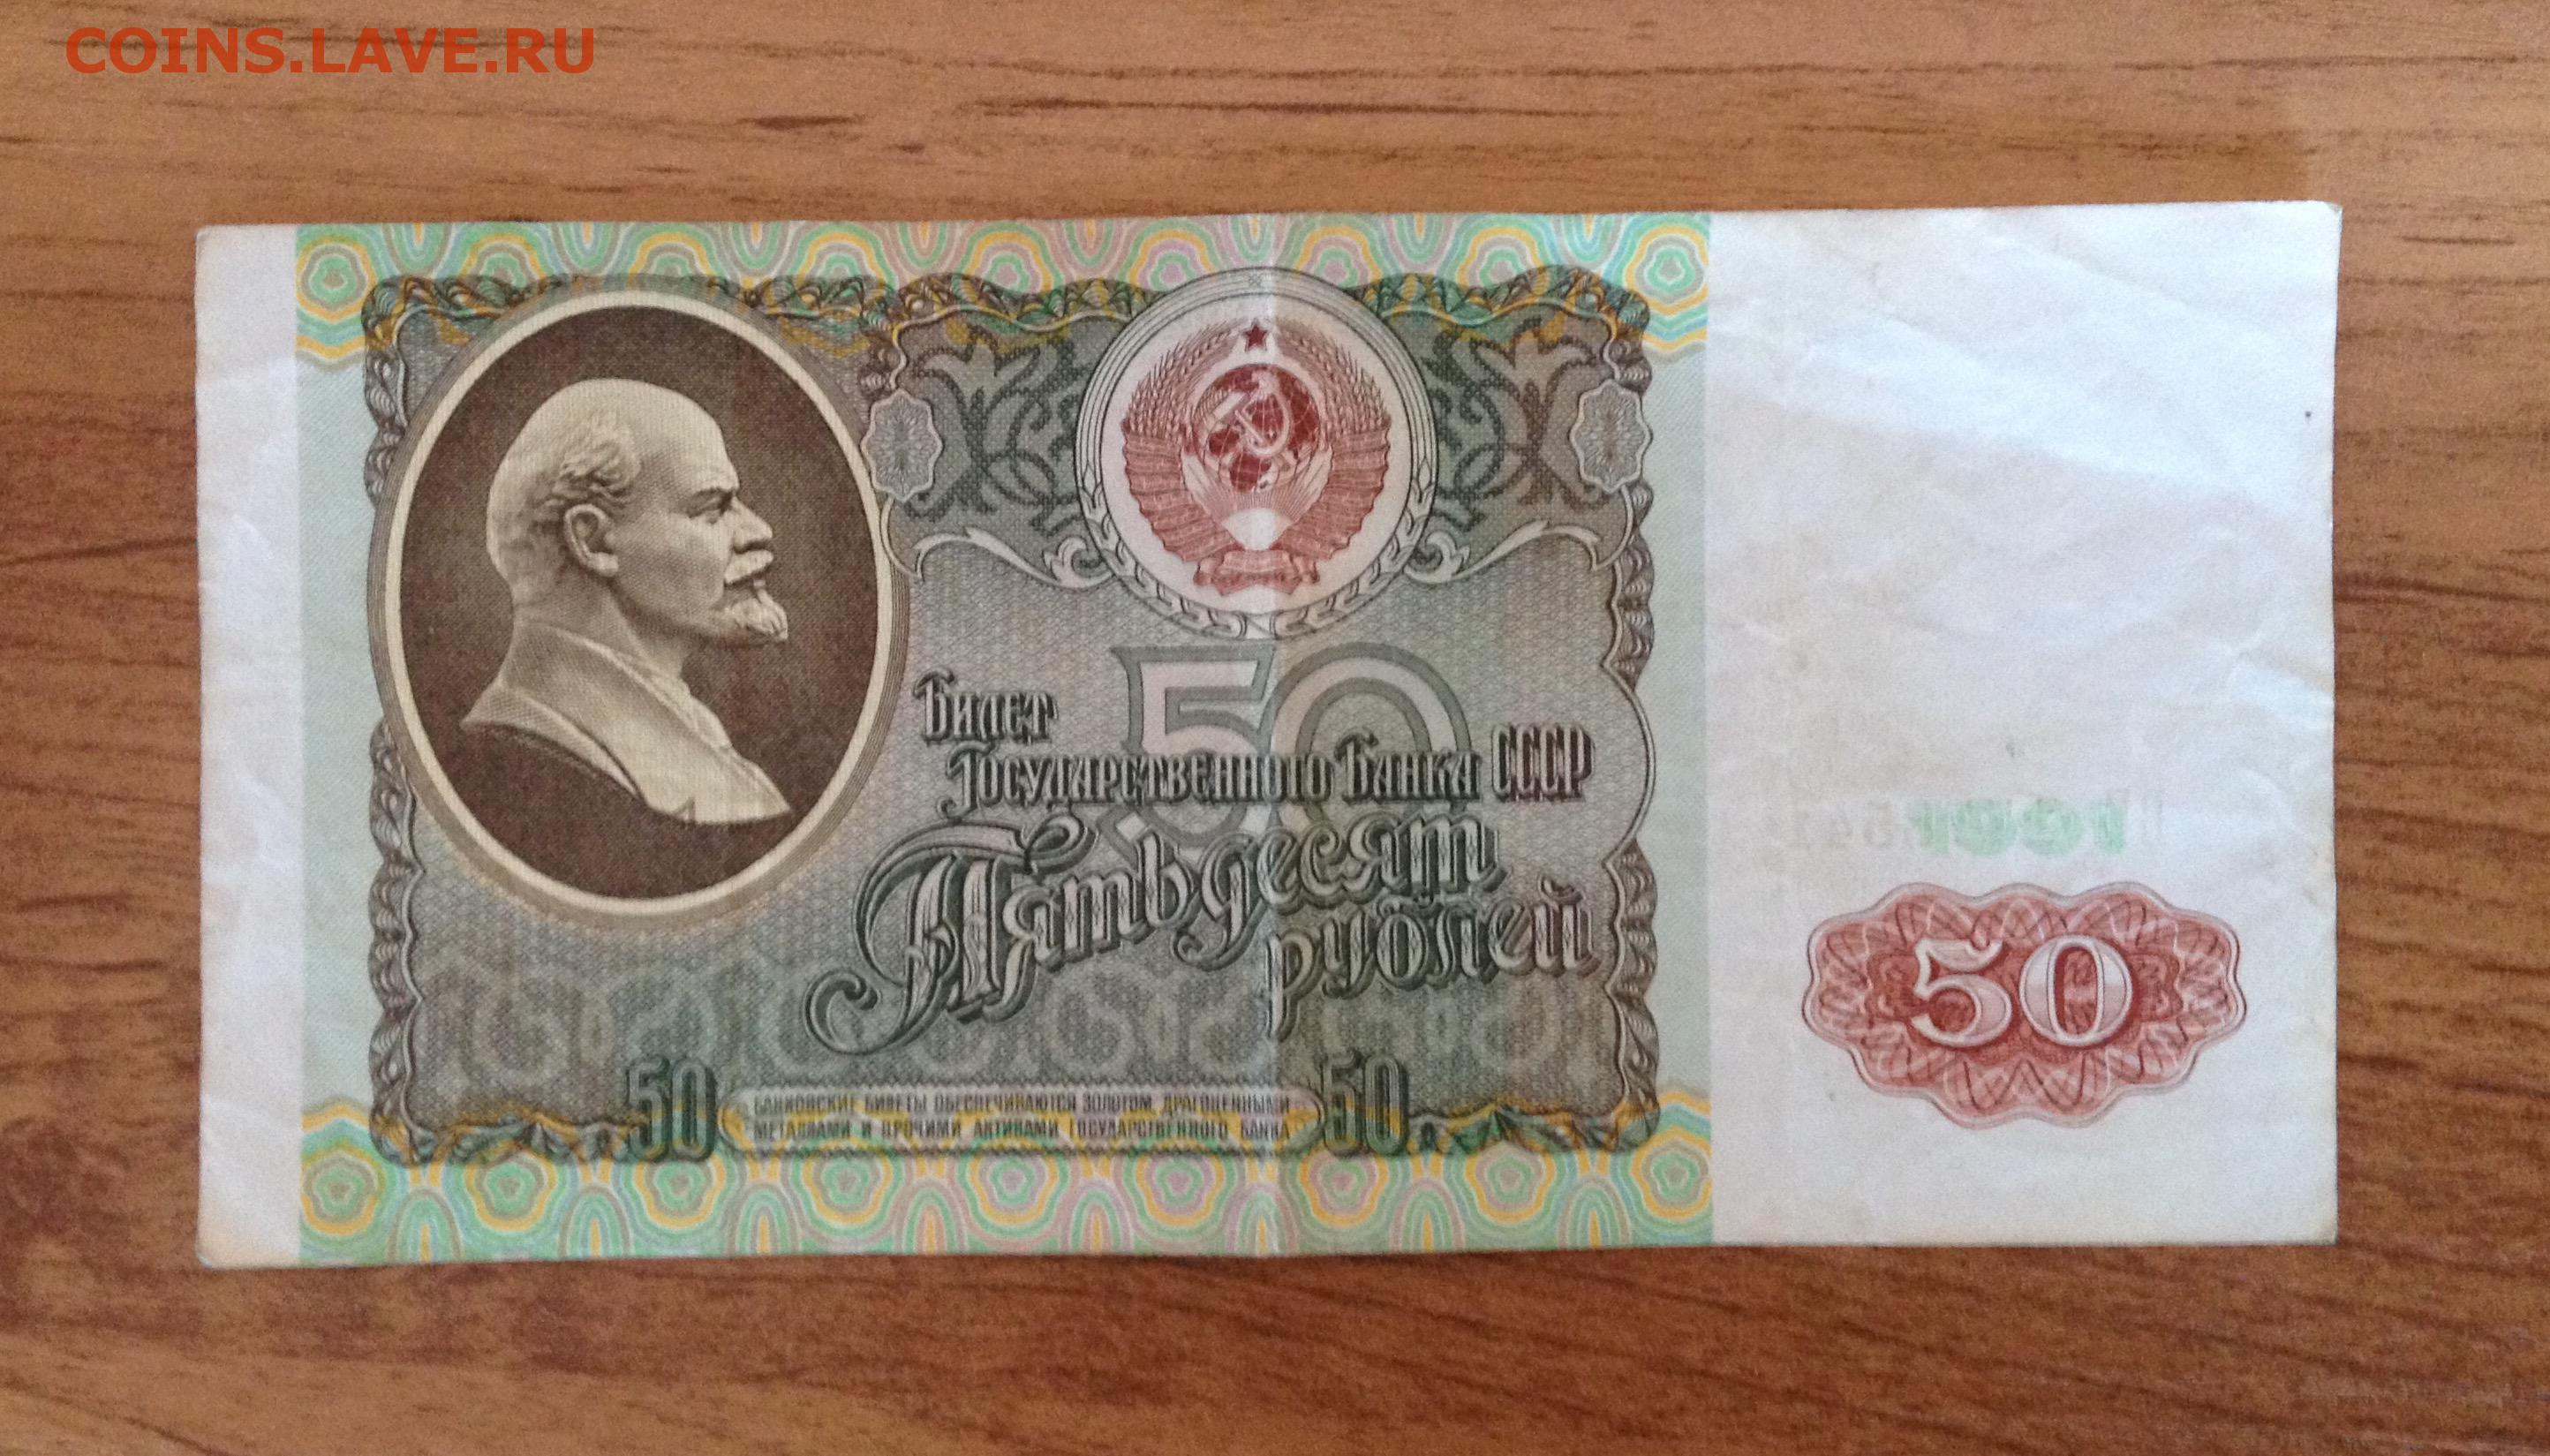 COINS.LAVE.RU
Билет
Государственного Банка СССР
50
Пятьдесят
рублей
50
50
БАНКОВСКИЕ БИЛЕТЫ ОБЕСПЕЧИВАЮТСЯ ЗОЛОТОМ, ДРАГОЦЕННЫМИ
МЕТАЛЛАМИ И ПРОЧИМИ АКТИВАМИ ГОСУДАРСТВЕННОГО БАНКА
50
50